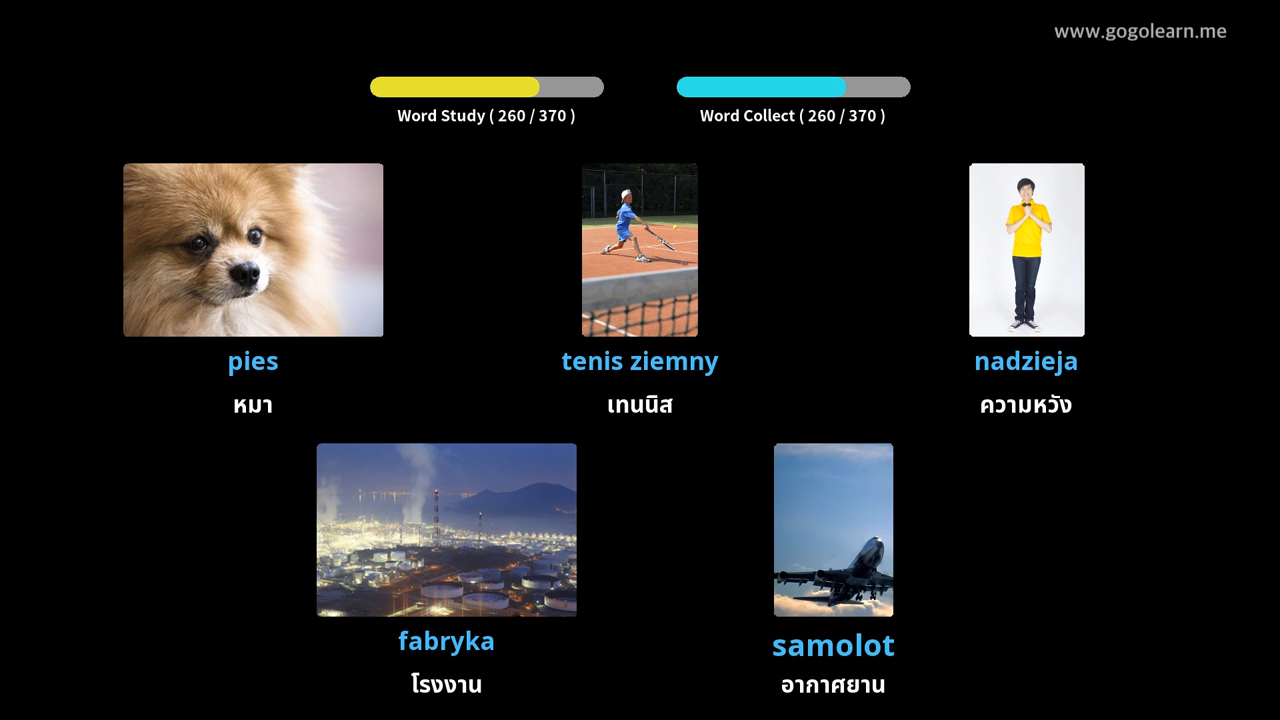 www.gogolearn.me
Word Study ( 260 / 370 )
Word Collect ( 260 / 370 )
pies
หมา
tenis ziemny
เทนนิส
nadzieja
ความหวัง
fabryka
โรงงาน
samolot
อากาศยาน